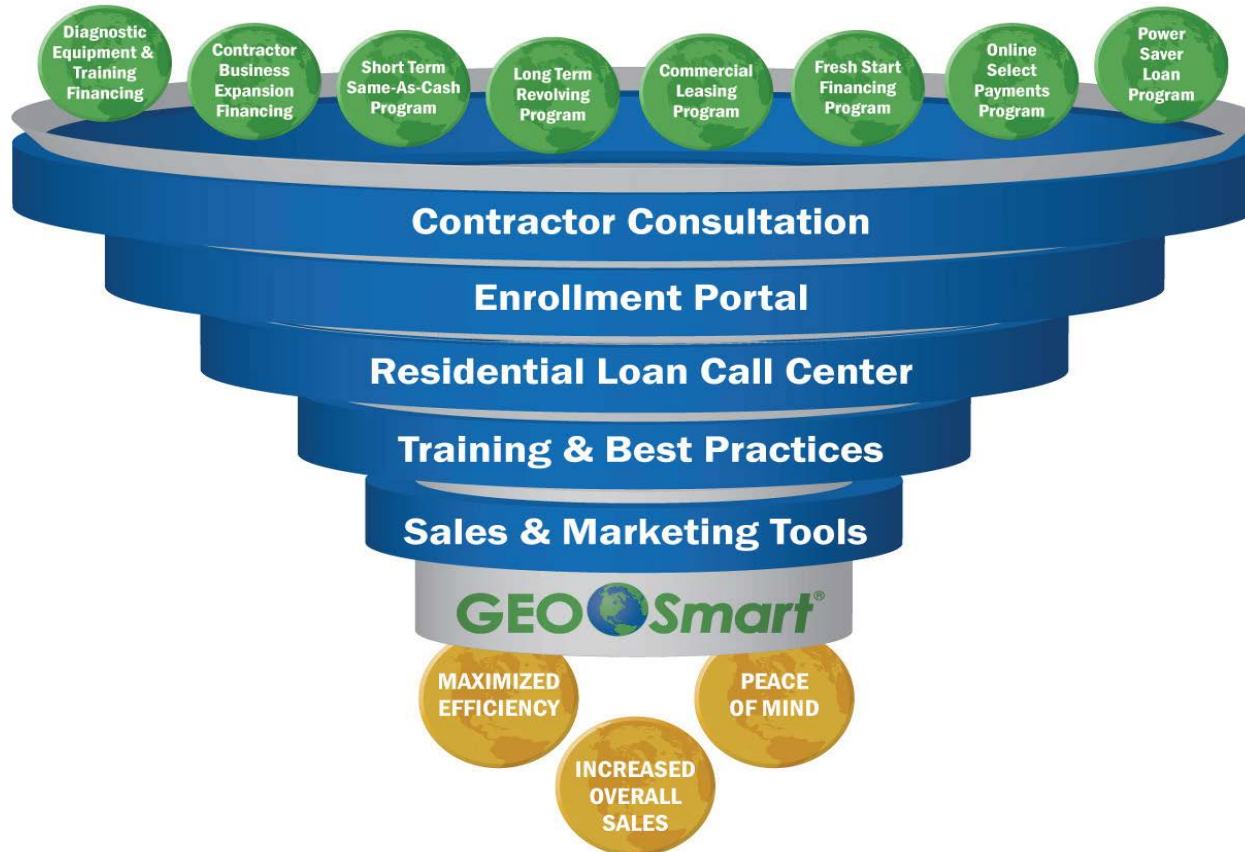 Diagnostic
Equipment &
Training
Financing
Contractor
Business
Expansion
Financing
Short Term
Same-As-Cash
Program
Long Term
Revolving
Program
Commercial
Leasing
Program
Fresh Start
Financing
Program
Online
Select
Payments
Program
Power
Saver
Loan
Program
Contractor Consultation
Enrollment Portal
Residential Loan Call Center
Training & Best Practices
Sales & Marketing Tools
GEO Smart®
MAXIMIZED
EFFICIENCY
PEACE
OF MIND
INCREASED
OVERALL
SALES